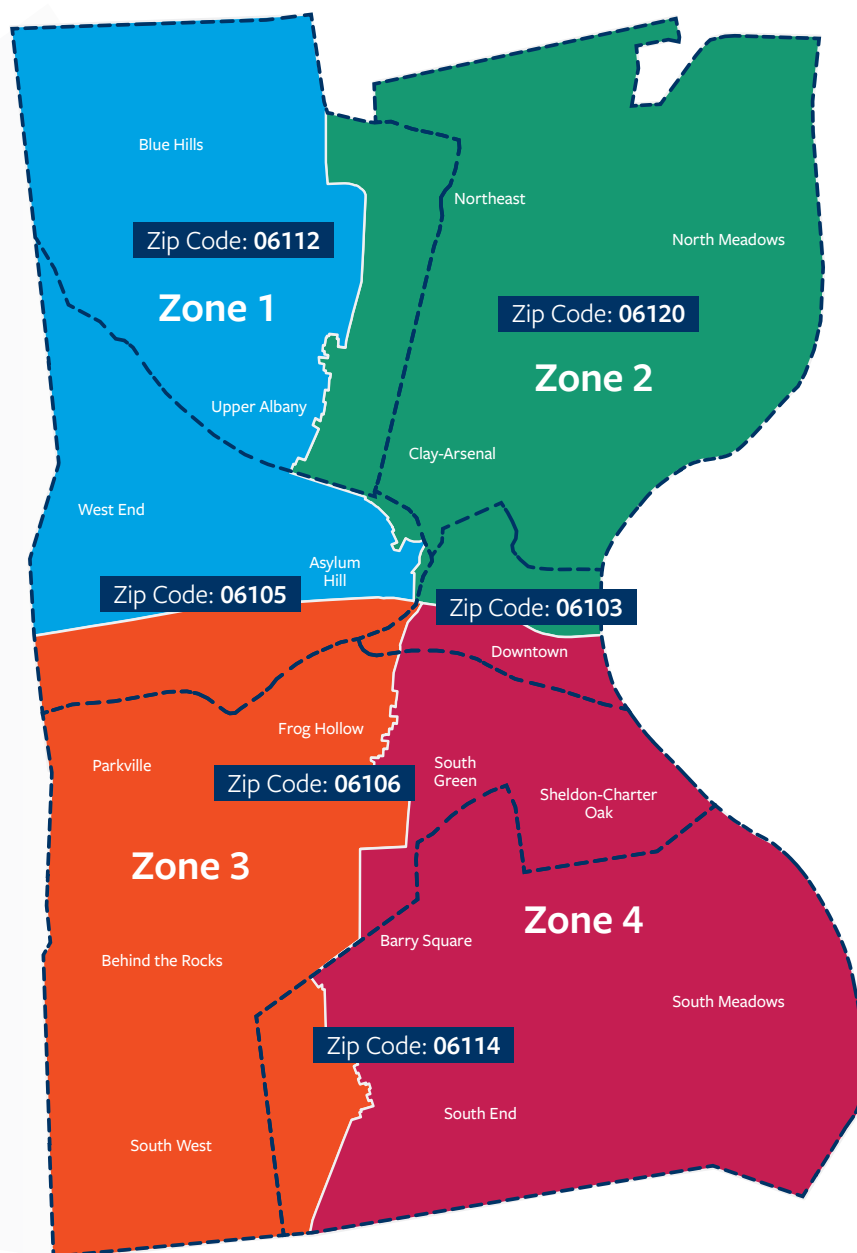 Blue Hills
Northeast
Zip Code: 06112
North Meadows
Zone 1
Zip Code: 06120
Zone 2
Upper Albany
Clay-Arsenal
West End
Asylum
Hill
Zip Code: 06105
Zip Code: 06103
Downtown
Frog Hollow
Parkville
South
Green
Zip Code: 06106
Sheldon-Charter
Oak
Zone 3
Zone 4
Barry Square
Behind the Rocks
South Meadows
Zip Code: 06114
South End
South West